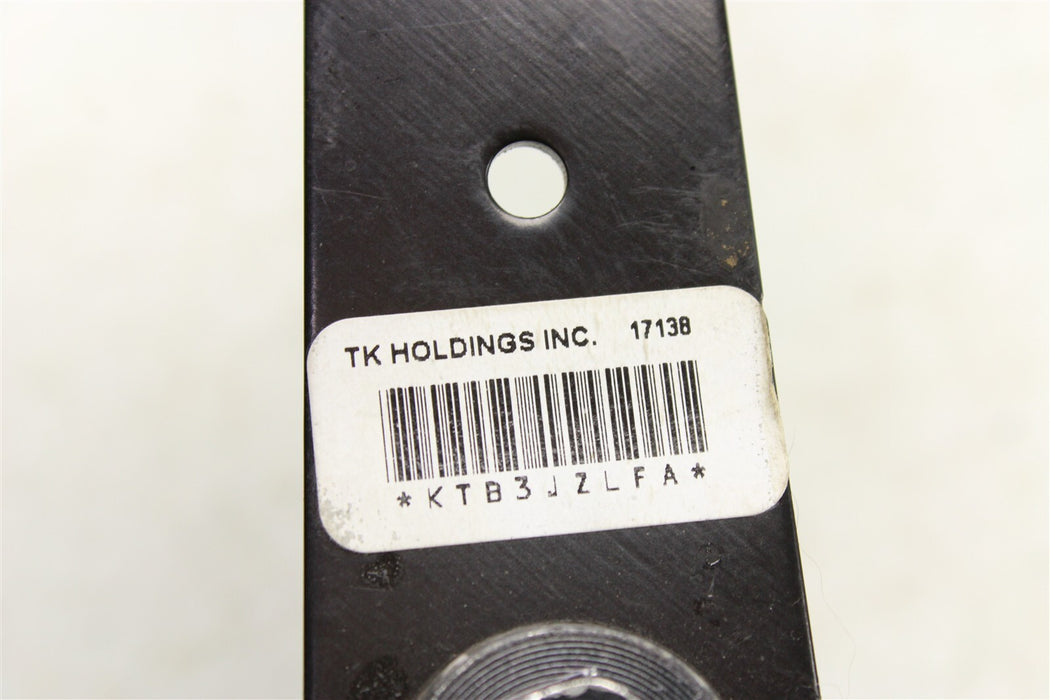 TK HOLDINGS INC. 17138
*KTB3JZLFA*